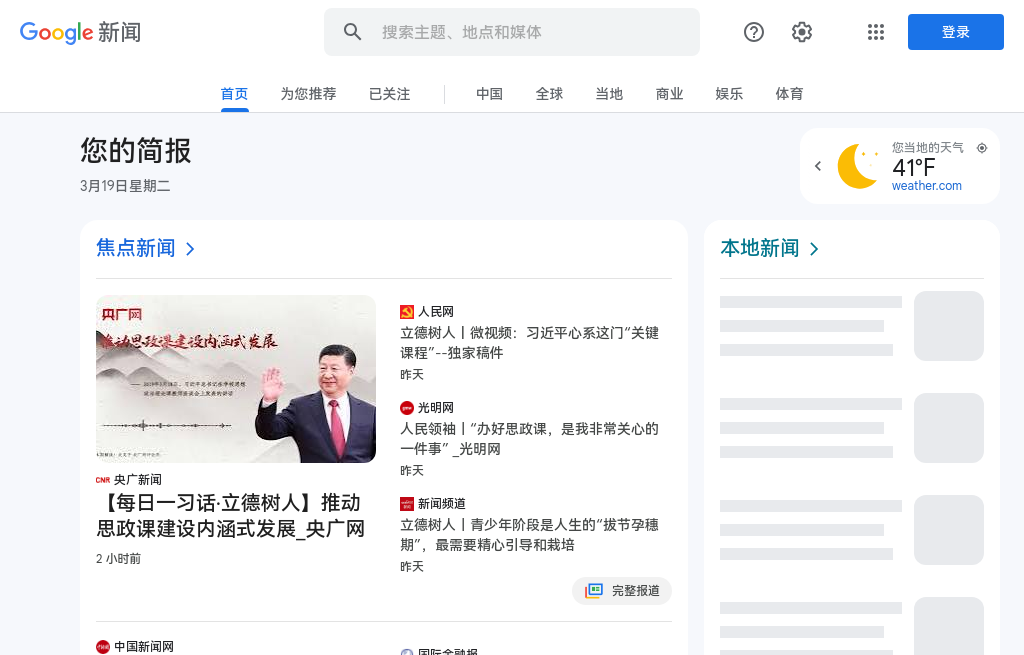 Google 新闻
搜索主题、地点和媒体
登录
首页 为您推荐 已关注 中国 全球 当地 商业 娱乐 体育
您的简报
3月19日星期二
您当地的天气
41°F
weather.com
焦点新闻
央广网
推动思政课建设内涵式发展
CNR 央广新闻
【每日一习话·立德树人】推动
思政课建设内涵式发展_央广网
2 小时前
人民网
立德树人丨微视频：习近平心系这门“关键
课程”--独家稿件
昨天
光明网
人民领袖丨“办好思政课，是我非常关心的
一件事” _光明网
昨天
新闻频道
立德树人丨青少年阶段是人生的“拔节孕穗
期”，最需要精心引导和栽培
昨天
完整报道
中国新闻网
国际金融报
本地新闻